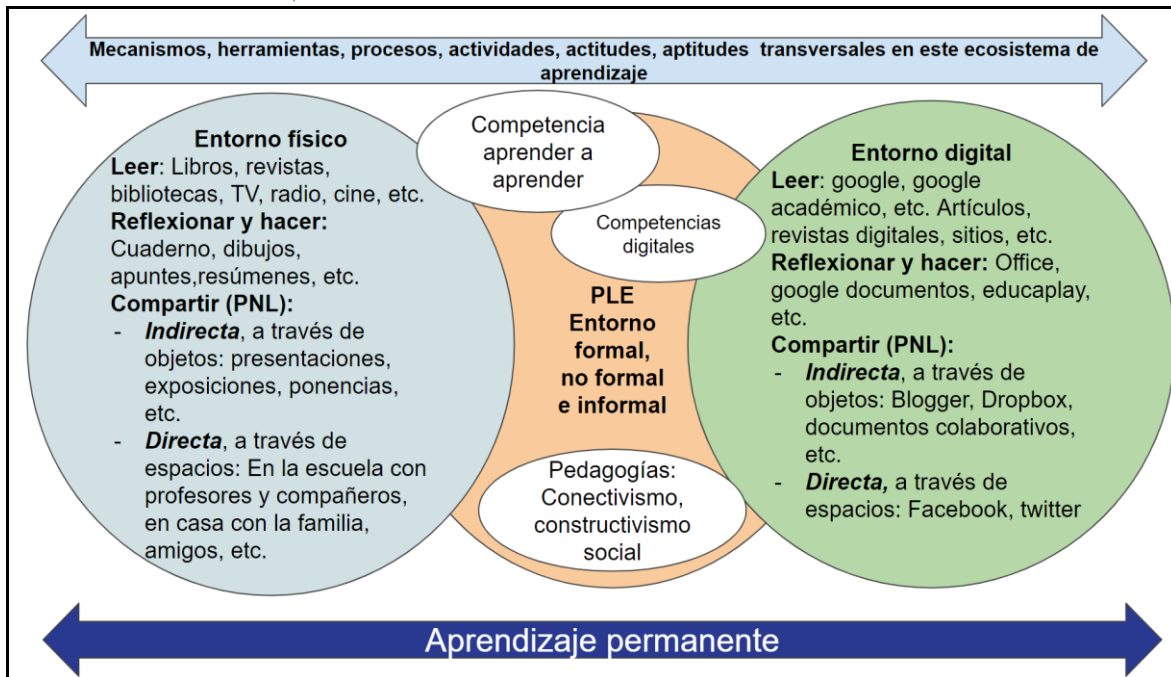 Mecanismos, herramientas, procesos, actividades, actitudes, aptitudes transversales en este ecosistema de
aprendizaje
Entorno físico
Leer: Libros, revistas,
bibliotecas, TV, radio, cine, etc.
Reflexionar y hacer:
Cuaderno, dibujos,
apuntes,resúmenes, etc.
Compartir (PNL):
- Indirecta, a través de
objetos: presentaciones,
exposiciones, ponencias,
etc.
- Directa, a través de
espacios: En la escuela con
profesores y compañeros,
en casa con la familia,
amigos, etc.
Competencia
aprender a
aprender
Competencias
digitales
PLE
Entorno
formal,
no formal
e informal
Pedagogías:
Conectivismo,
constructivismo
social
Entorno digital
Leer: google, google
académico, etc. Artículos,
revistas digitales, sitios, etc.
Reflexionar y hacer: Office,
google documentos, educaplay,
etc.
Compartir (PNL):
- Indirecta, a través de
objetos: Blogger, Dropbox,
documentos colaborativos,
etc.
- Directa, a través de
espacios: Facebook, twitter
Aprendizaje permanente